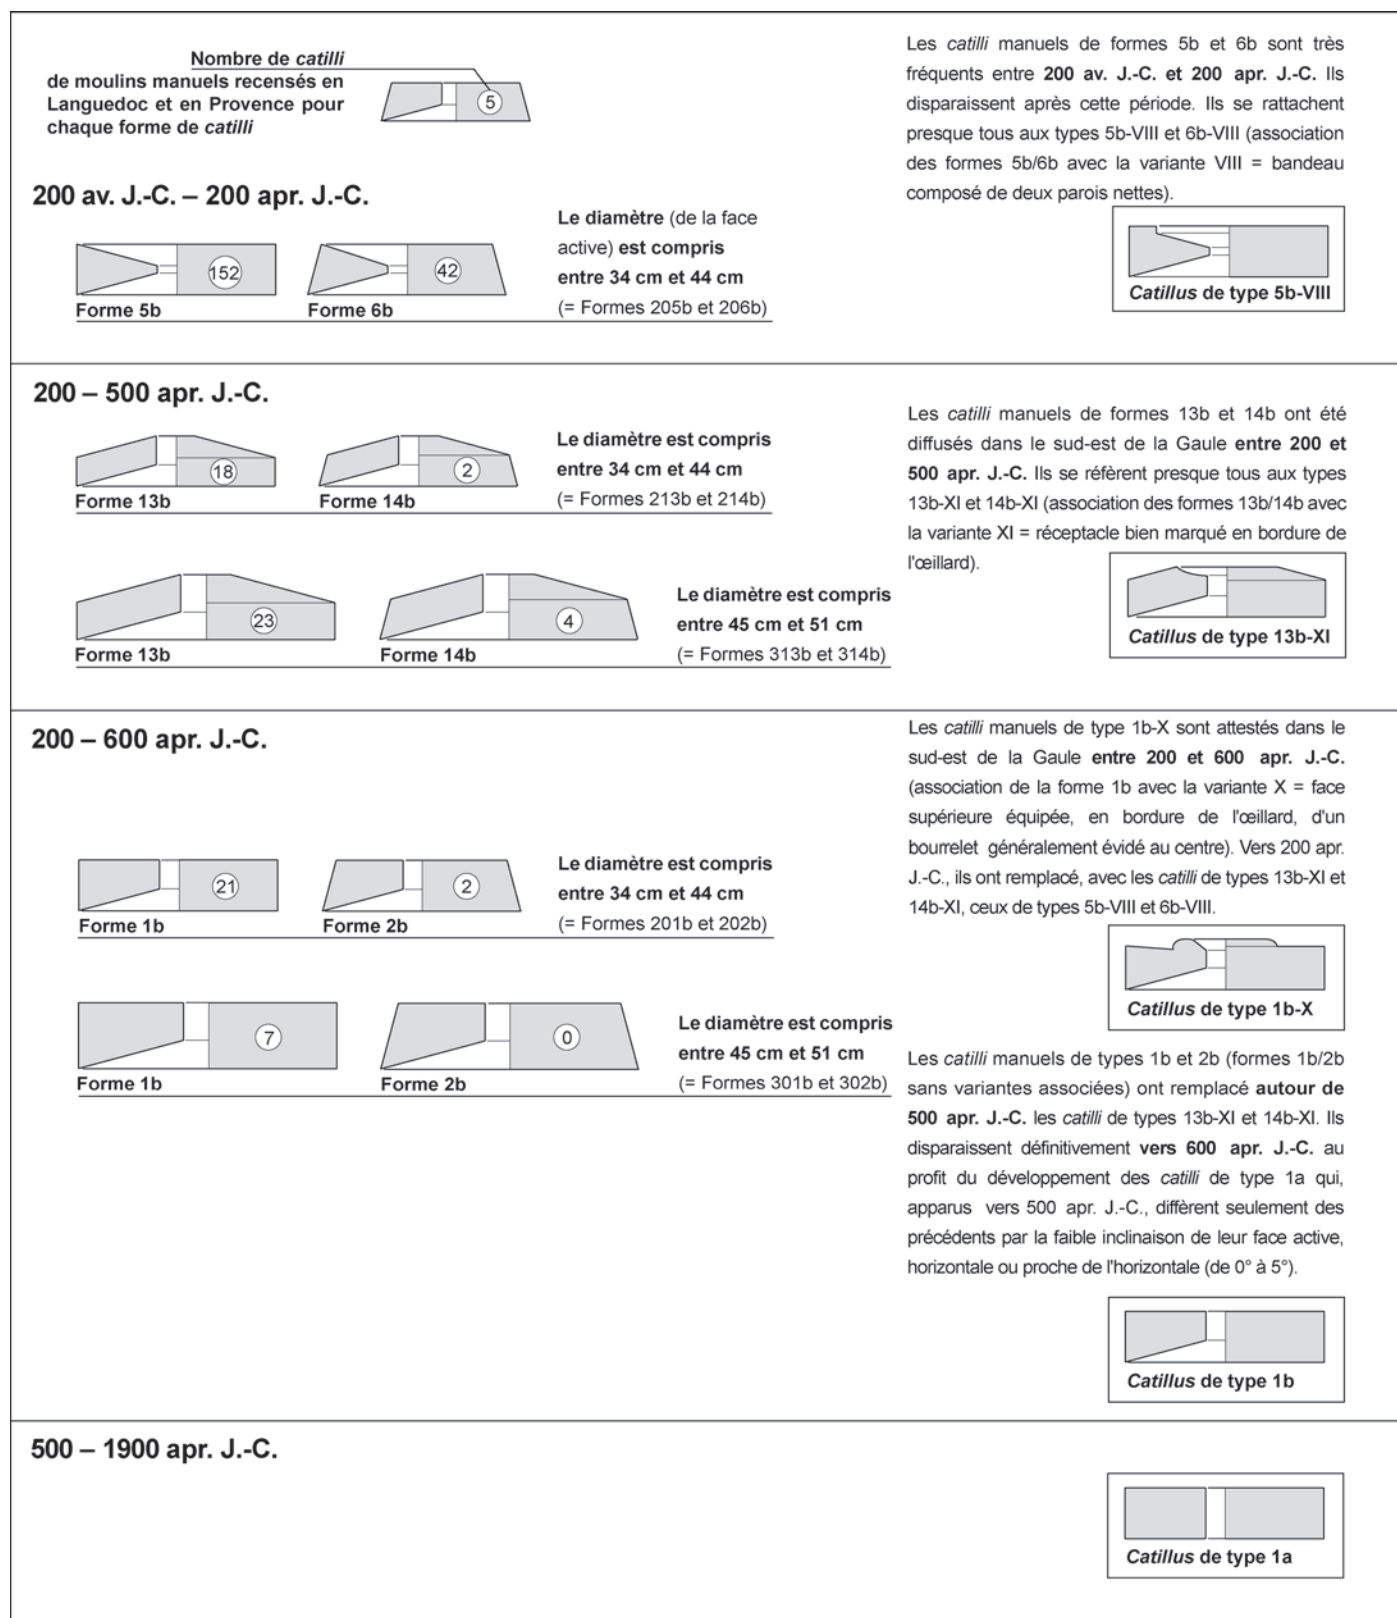 Nombre de catilli
de moulins manuels recensés en
Languedoc et en Provence pour
chaque forme de catilli
5
Les catilli manuels de formes 5b et 6b sont très
fréquents entre 200 av. J.-C. et 200 apr. J.-C. Ils
disparaissent après cette période. Ils se rattachent
presque tous aux types 5b-VIII et 6b-VIII (association
des formes 5b/6b avec la variante VIII = bandeau
composé de deux parois nettes).
200 av. J.-C. – 200 apr. J.-C.
152
Forme 5b
42
Forme 6b
Le diamètre (de la face
active) est compris
entre 34 cm et 44 cm
(= Formes 205b et 206b)
Catillus de type 5b-VIII
200 – 500 apr. J.-C.
18
Forme 13b
2
Forme 14b
Le diamètre est compris
entre 34 cm et 44 cm
(= Formes 213b et 214b)
23
Forme 13b
4
Forme 14b
Le diamètre est compris
entre 45 cm et 51 cm
(= Formes 313b et 314b)
Les catilli manuels de formes 13b et 14b ont été
diffusés dans le sud-est de la Gaule entre 200 et
500 apr. J.-C. Ils se réfèrent presque tous aux types
13b-XI et 14b-XI (association des formes 13b/14b avec
la variante XI = réceptacle bien marqué en bordure de
l'œillard).
Catillus de type 13b-XI
200 – 600 apr. J.-C.
21
Forme 1b
2
Forme 2b
Le diamètre est compris
entre 34 cm et 44 cm
(= Formes 201b et 202b)
7
Forme 1b
0
Forme 2b
Le diamètre est compris
entre 45 cm et 51 cm
(= Formes 301b et 302b)
Les catilli manuels de type 1b-X sont attestés dans le
sud-est de la Gaule entre 200 et 600 apr. J.-C.
(association de la forme 1b avec la variante X = face
supérieure équipée, en bordure de l'œillard, d'un
bourrelet généralement évidé au centre). Vers 200 apr.
J.-C., ils ont remplacé, avec les catilli de types 13b-XI et
14b-XI, ceux de types 5b-VIII et 6b-VIII.
Catillus de type 1b-X
Les catilli manuels de types 1b et 2b (formes 1b/2b
sans variantes associées) ont remplacé autour de
500 apr. J.-C. les catilli de types 13b-XI et 14b-XI. Ils
disparaissent définitivement vers 600 apr. J.-C. au
profit du développement des catilli de type 1a qui,
apparus vers 500 apr. J.-C., diffèrent seulement des
précédents par la faible inclinaison de leur face active,
horizontale ou proche de l'horizontale (de 0° à 5°).
Catillus de type 1b
500 – 1900 apr. J.-C.
Catillus de type 1a